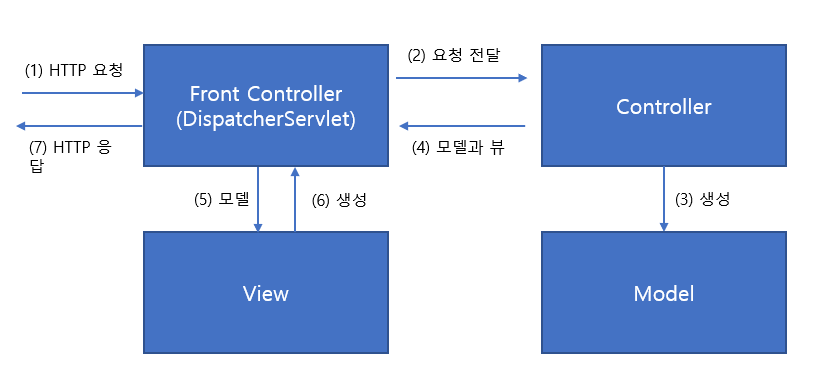 (1) HTTP 요청
(2) 요청 전달
Front Controller
(DispatcherServlet)
Controller
(7) HTTP 응
답
(4) 모델과 뷰
(5) 모델
(6) 생성
(3) 생성
View
Model